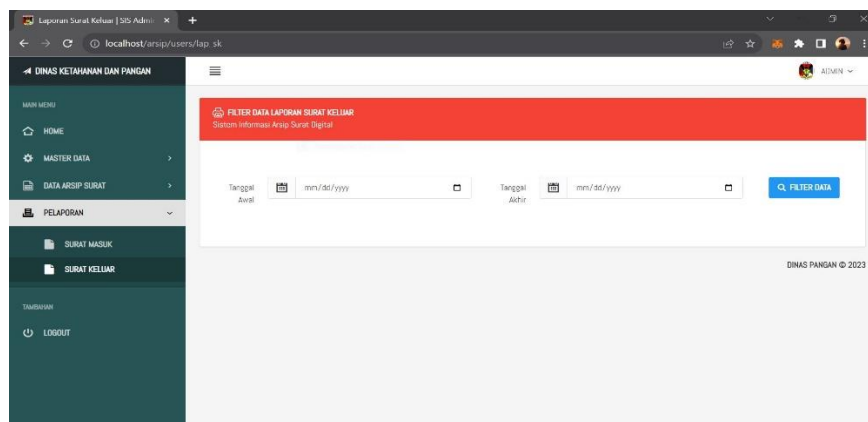 Laporan Surat Keluar | SIS Admin
localhost/arsip/users/lap_sk
DINAS KETAHANAN DAN PANGAN
ADMIN
MAIN MENU
HOME
MASTER DATA
DATA ARSIP SURAT
PELAPORAN
SURAT MASUK
SURAT KELUAR
TAMBAHAN
LOGOUT
FILTER DATA LAPORAN SURAT KELUAR
Sistem Informasi Arsip Surat Digital
Tanggal
Awal
mm/dd/yyyy
Tanggal
Akhir
mm/dd/yyyy
FILTER DATA
DINAS PANGAN © 2023